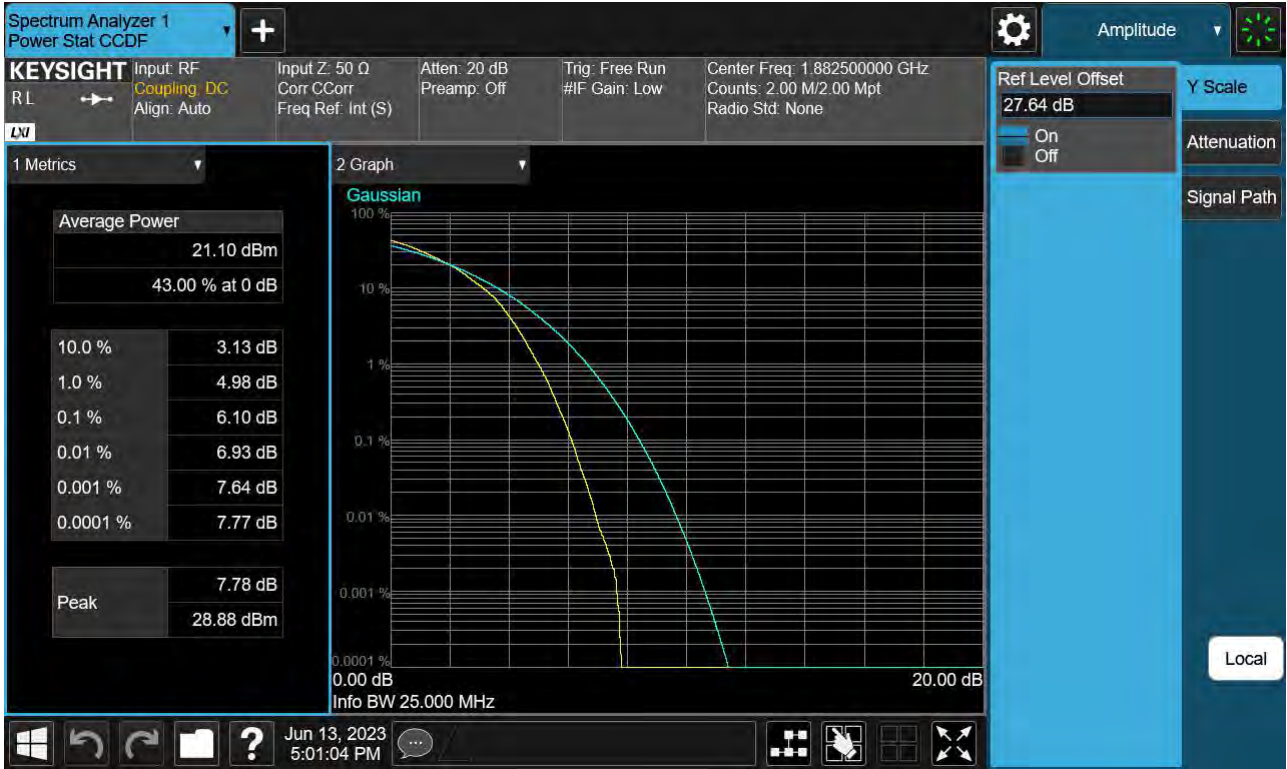 Spectrum Analyzer 1
Power Stat CCDF
+
Amplitude
KEYSIGHT
RL
LXI
Input: RF
Coupling: DC
Align: Auto
Input Z: 50 Ω
Corr CCorr
Freq Ref: Int (S)
Atten: 20 dB
Preamp: Off
Trig: Free Run
#IF Gain: Low
Center Freq: 1.882500000 GHz
Counts: 2.00 M/2.00 Mpt
Radio Std: None
Ref Level Offset
27.64 dB
On
Off
Y Scale
Attenuation
Signal Path
Local
1 Metrics
Average Power
21.10 dBm
43.00 % at 0 dB
10.0 % 3.13 dB
1.0 % 4.98 dB
0.1 % 6.10 dB
0.01 % 6.93 dB
0.001 % 7.64 dB
0.0001 % 7.77 dB
Peak
7.78 dB
28.88 dBm
2 Graph
Gaussian
100 %
10 %
1 %
0.1 %
0.01 %
0.001 %
0.0001 %
0.00 dB 20.00 dB
Info BW 25.000 MHz
?
Jun 13, 2023
5:01:04 PM